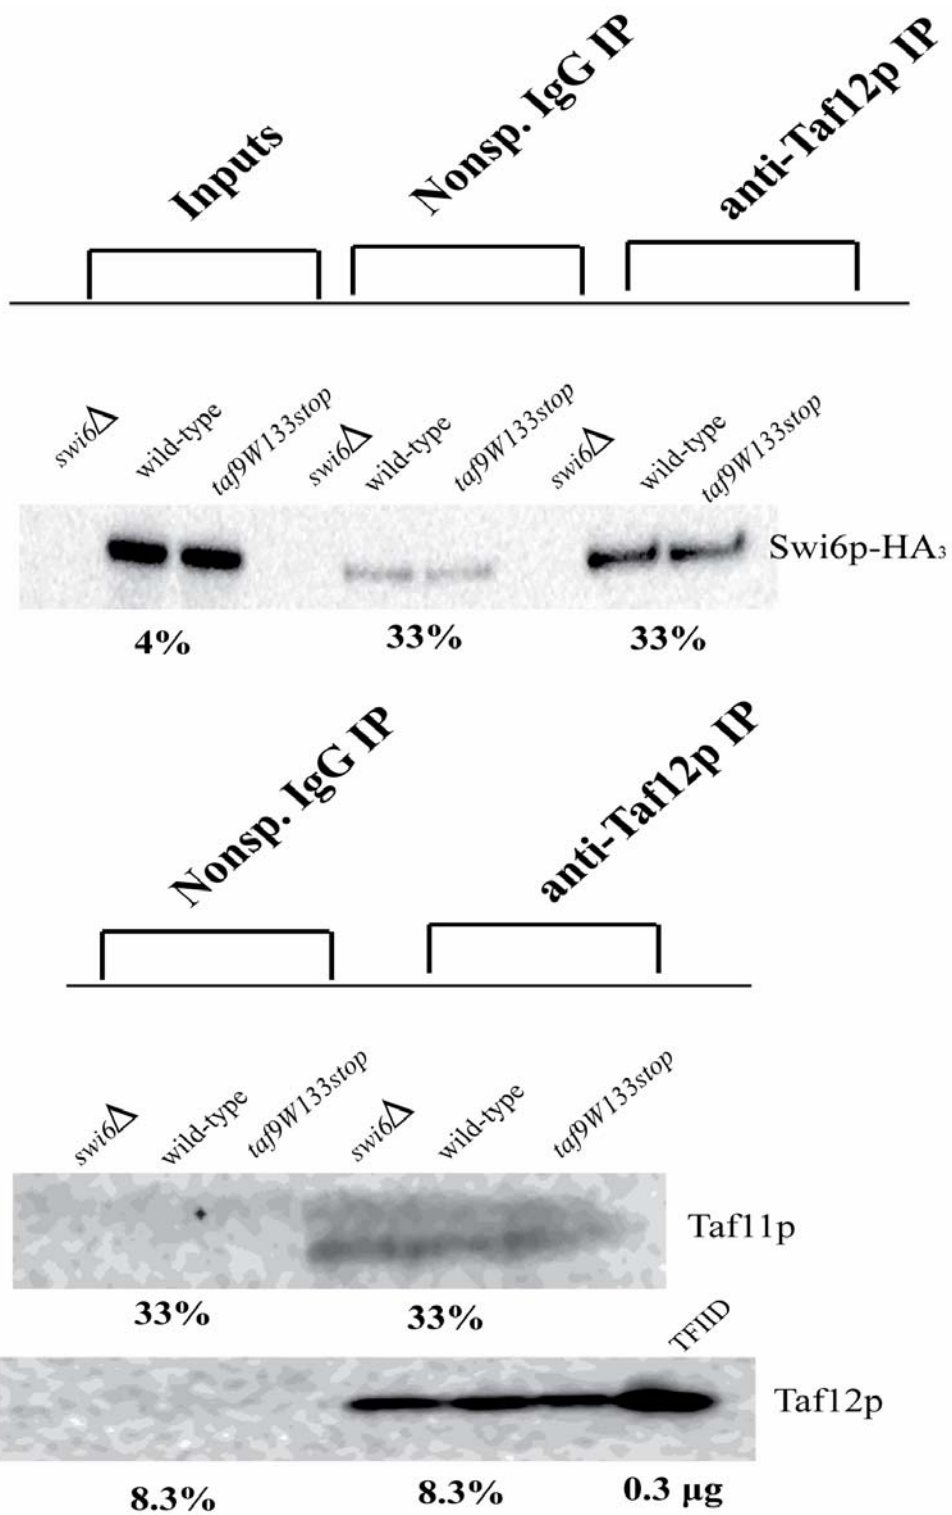 Inputs
Nonsp. IgG IP
anti-Taf12p IP
swi6Δ
wild-type
taf9W133stop
swi6Δ
wild-type
taf9W133stop
swi6Δ
wild-type
taf9W133stop
Swi6p-HA₃
4% 33% 33%
Nonsp. IgG IP
anti-Taf12p IP
swi6Δ
wild-type
taf9W133stop
swi6Δ
wild-type
taf9W133stop
Taf11p
33% 33%
TFIID
Taf12p
8.3% 8.3% 0.3 µg